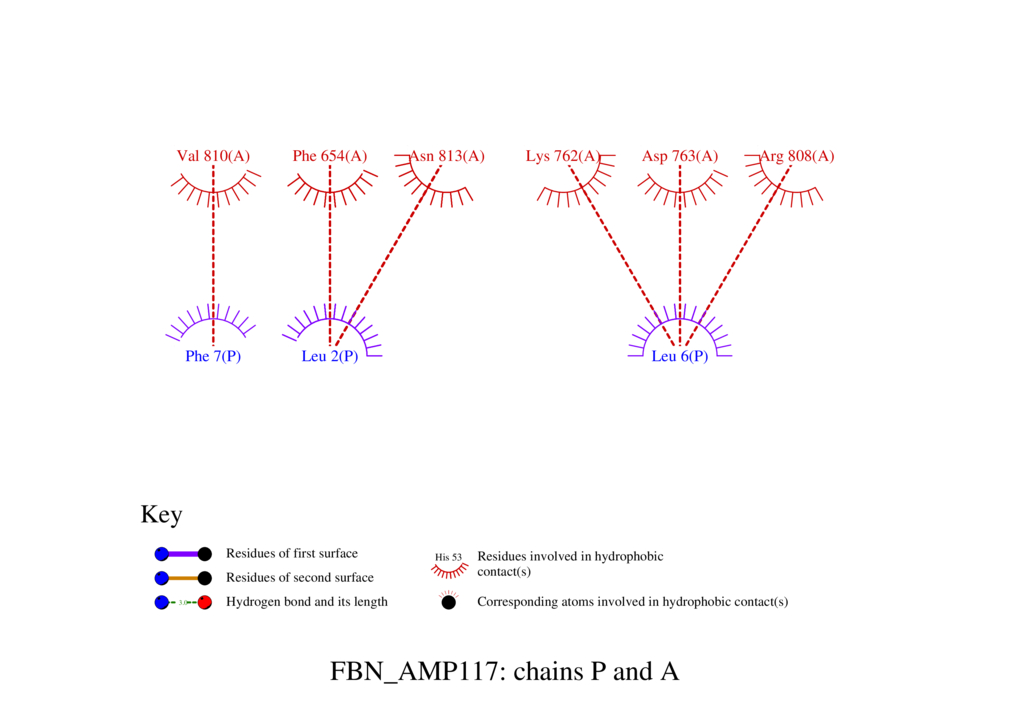 Val 810(A) Phe 654(A) Asn 813(A) Lys 762(A) Asp 763(A) Arg 808(A)
Phe 7(P) Leu 2(P) Leu 6(P)
Key
Residues of first surface
Residues of second surface
3.0
Hydrogen bond and its length
His 53
Residues involved in hydrophobic
contact(s)
Corresponding atoms involved in hydrophobic contact(s)
FBN_AMP117: chains P and A